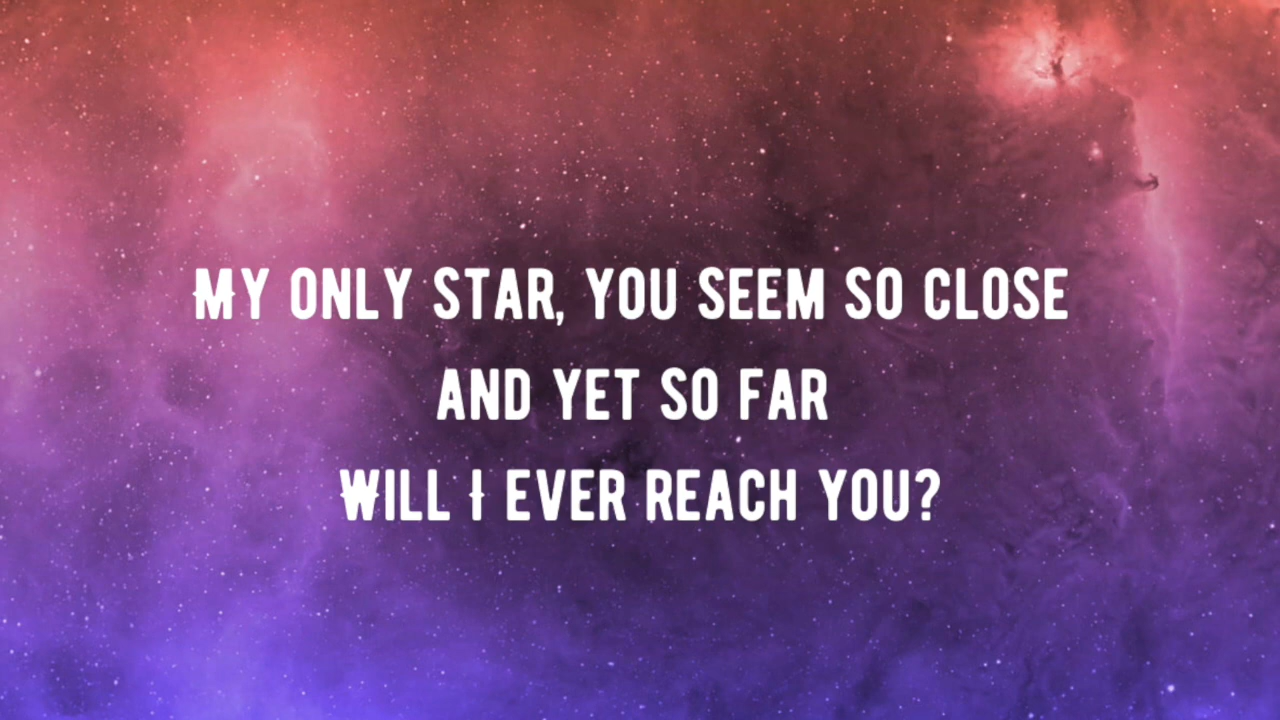 MY ONLY STAR, YOU SEEM SO CLOSE
AND YET SO FAR
WILL I EVER REACH YOU?